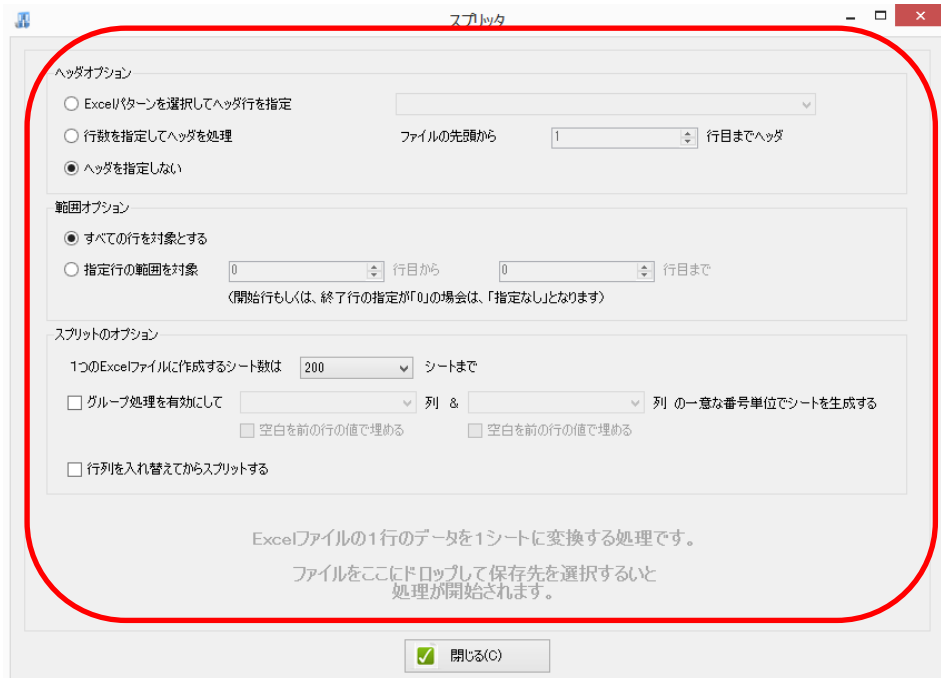 スプリッタ
ヘッダオプション
Excelパターンを選択してヘッダ行を指定
行数を指定してヘッダを処理 ファイルの先頭から 1 行目までヘッダ
ヘッダを指定しない
範囲オプション
すべての行を対象とする
指定行の範囲を対象 0 行目から 0 行目まで
(開始行もしくは、終了行の指定が「0」の場合は、「指定なし」となります)
スプリットのオプション
1つのExcelファイルに作成するシート数は 200 シートまで
グループ処理を有効にして 列 & 列 の一意な番号単位でシートを生成する
空白を前の行の値で埋める 空白を前の行の値で埋める
行列を入れ替えてからスプリットする
Excelファイルの1行のデータを1シートに変換する処理です。
ファイルをここにドロップして保存先を選択するいと
処理が開始されます。
閉じる(C)